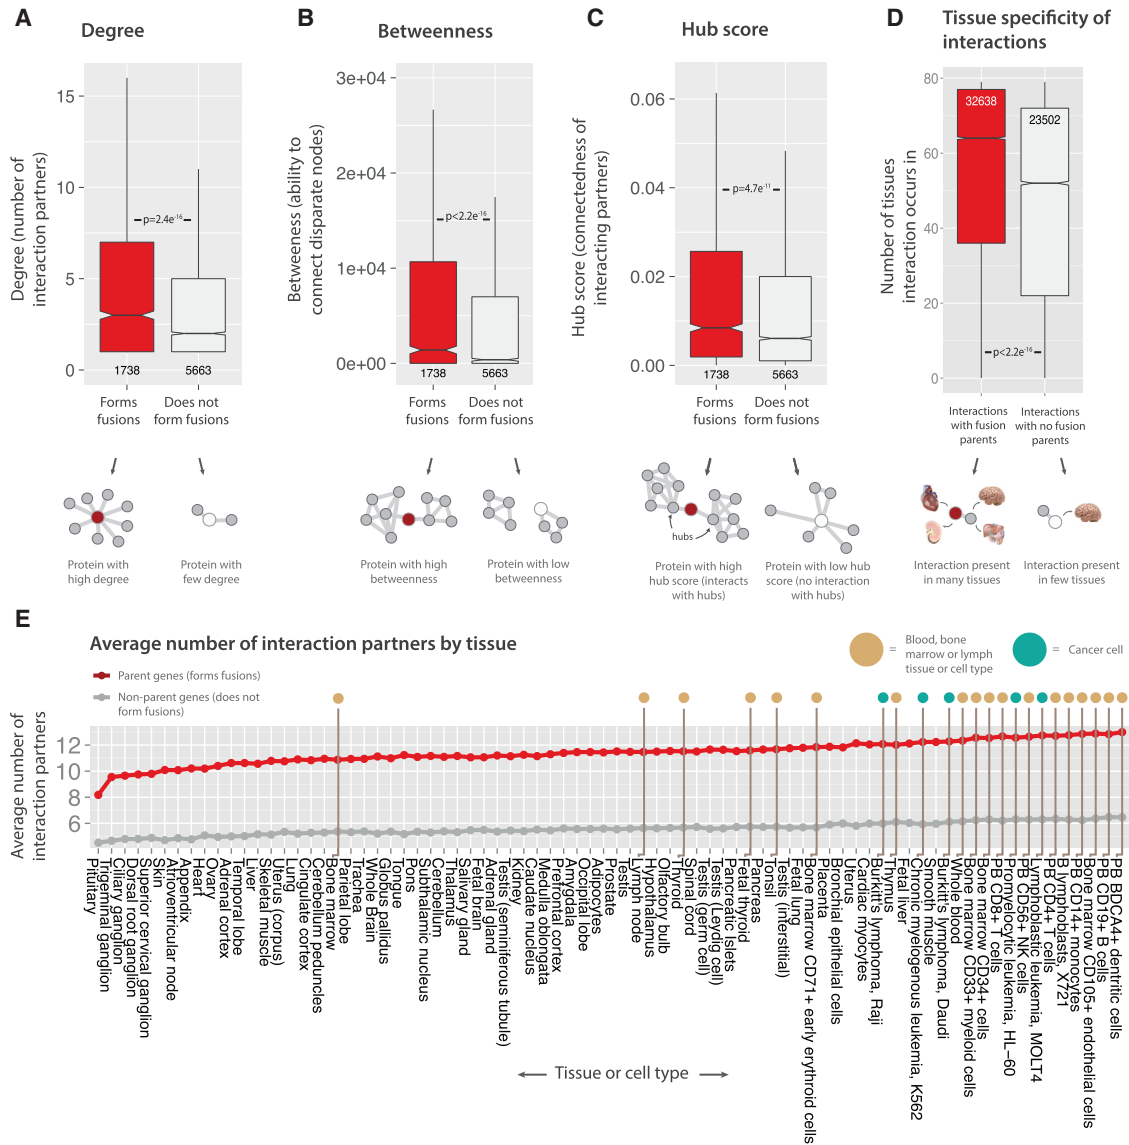 A
Degree
Degree (number of
interaction partners)
15
10
5
0
p=2.4e-16
1738
5663
Forms
fusions
Does not
form fusions
Protein with
high degree
Protein with
few degree
B
Betweenness
Betweeness (ability to
connect disparate nodes)
3e+04
2e+04
1e+04
0e+00
p<2.2e-16
1738
5663
Forms
fusions
Does not
form fusions
Protein with high
betweenness
Protein with low
betweenness
C
Hub score
Hub score (connectedness of
interacting partners)
0.06
0.04
0.02
0.00
p=4.7e-11
1738
5663
Forms
fusions
Does not
form fusions
hubs
Protein with high
hub score (interacts
with hubs)
Protein with low hub
score (no interaction
with hubs)
D
Tissue specificity of
interactions
Number of tissues
interaction occurs in
80
60
40
20
0
32638
23502
p<2.2e-16
Interactions
with fusion
parents
Interactions
with no fusion
parents
Interaction present
in many tissues
Interaction present
in few tissues
E
Average number of interaction partners by tissue
Parent genes (forms fusions)
Non-parent genes (does not
form fusions)
=
Blood, bone
marrow or lymph
tissue or cell type
=
Cancer cell
Average number of
interaction partners
12
10
8
6
Pituitary
Trigeminal ganglion
Ciliary ganglion
Dorsal root ganglion
Superior cervical ganglion
Skin
Atrioventricular node
Appendix
Heart
Ovary
Adrenal cortex
Temporal lobe
Liver
Skeletal muscle
Uterus (corpus)
Lung
Cingulate cortex
Cerebellum peduncles
Bone marrow
Parietal lobe
Trachea
Whole Brain
Globus pallidus
Tongue
Pons
Subthalamic nucleus
Cerebellum
Thalamus
Salivary gland
Fetal brain
Adrenal gland
Testis (seminiferous tubule)
Kidney
Caudate nucleus
Medulla oblongata
Prefrontal cortex
Amygdala
Occipital lobe
Adipocytes
Prostate
Testis
Lymph node
Hypothalamus
Olfactory bulb
Thyroid
Spinal cord
Testis (germ cell)
Testis (Leydig cell)
Pancreatic Islets
Fetal thyroid
Pancreas
Tonsil
Testis (interstitial)
Fetal lung
Bone marrow CD71+ early erythroid cells
Placenta
Bronchial epithelial cells
Uterus
Cardiac myocytes
Burkitt's lymphoma, Raji
Thymus
Fetal liver
Chronic myelogenous leukemia, K562
Smooth muscle
Burkitt's lymphoma, Daudi
Whole blood
Bone marrow CD33+ myeloid cells
Bone marrow CD34+ cells
PB CD8+ T cells
Promyelocytic leukemia, HL-60
PB CD56+ NK cells
Lymphoblastic leukemia, MOLT4
PB CD4+ T cells
B lymphoblasts, X721
PB CD14+ monocytes
Bone marrow CD105+ endothelial cells
PB CD19+ B cells
PB BDCA4+ dentritic cells
Tissue or cell type